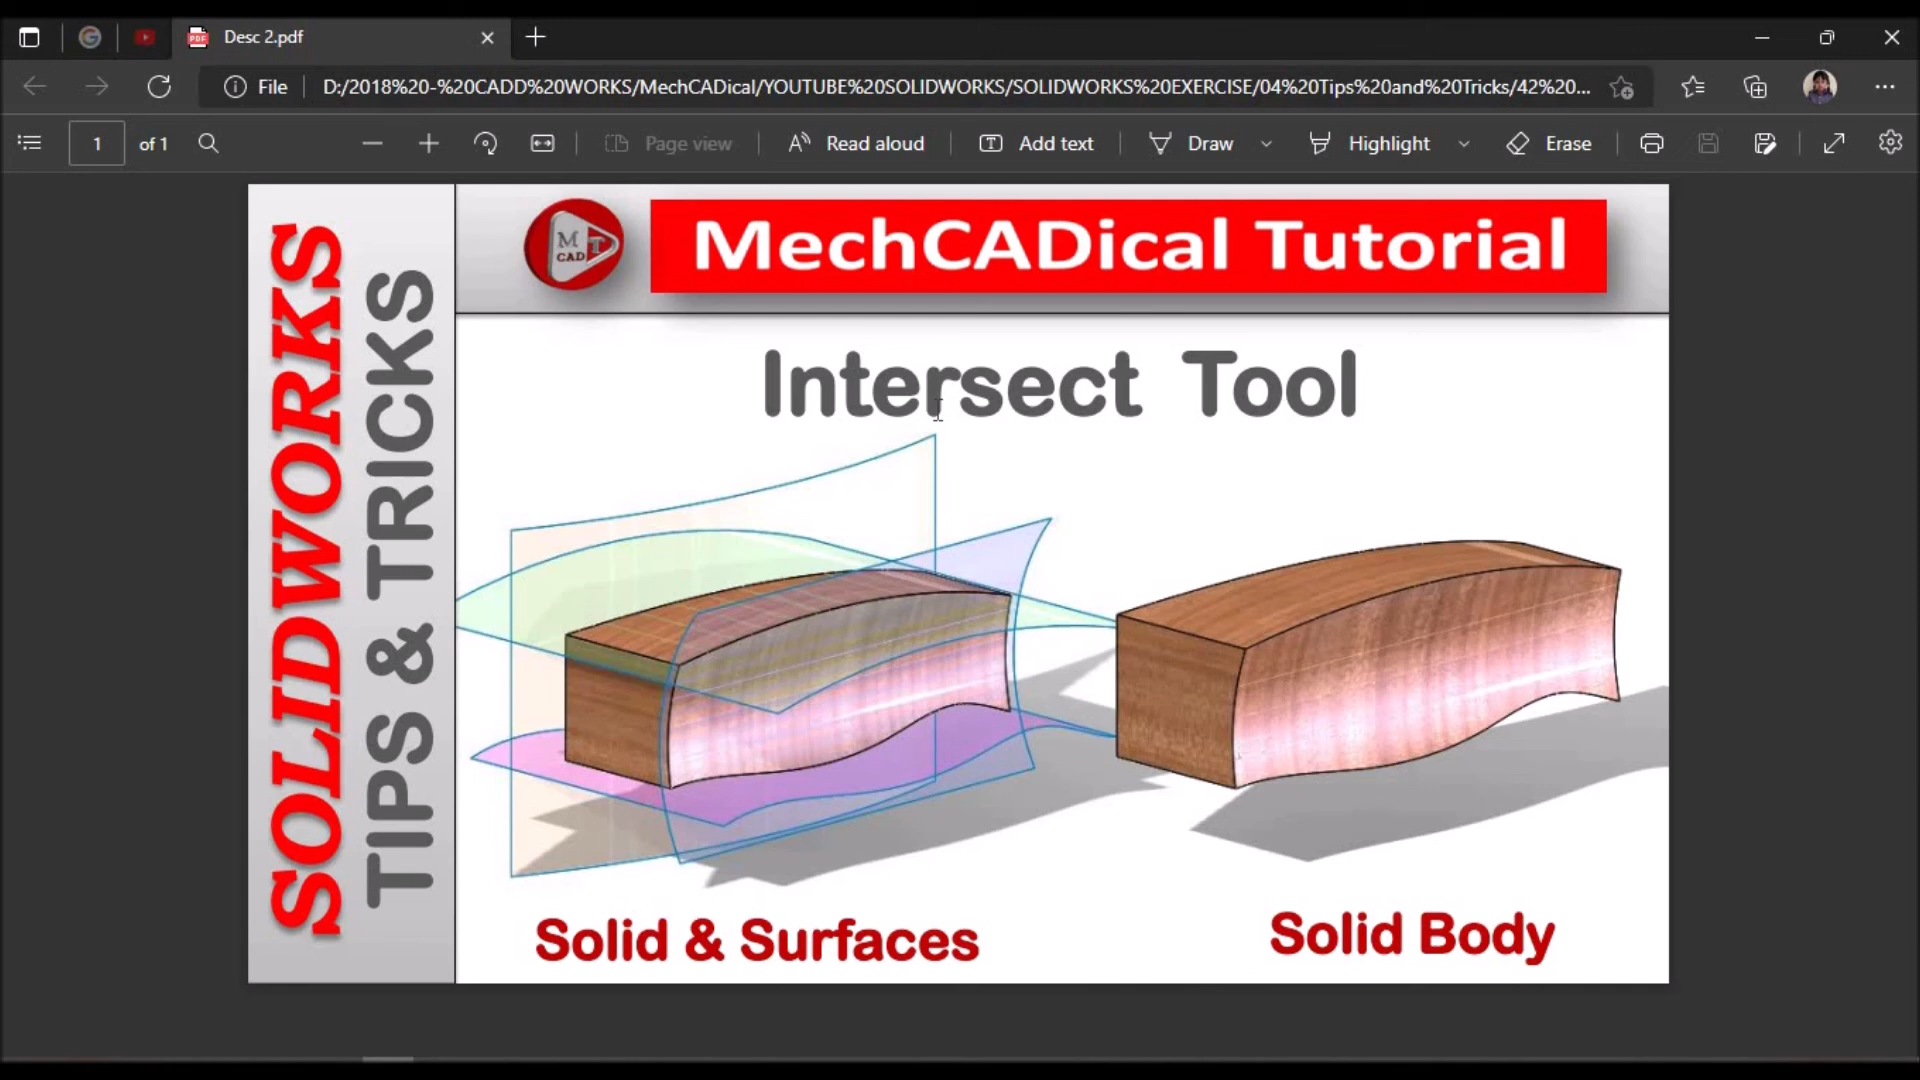 Desc 2.pdf
File
D:/2018%20-%20CADD%20WORKS/MechCADical/YOUTUBE%20SOLIDWORKS/SOLIDWORKS%20EXERCISE/04%20Tips%20and%20Tricks/42%20...
1 of 1
Page view
Read aloud
Add text
Draw
Highlight
Erase
SOLIDWORKS
TIPS & TRICKS
M T
CAD
MechCADical Tutorial
Intersect Tool
Solid & Surfaces
Solid Body